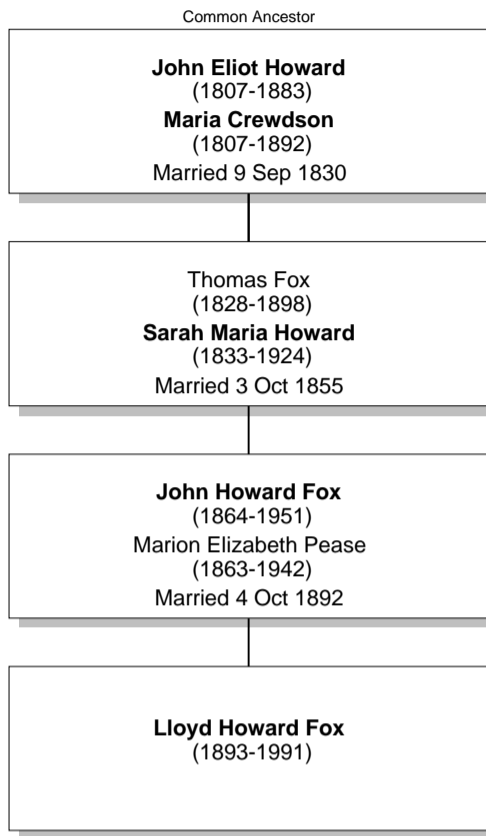 Common Ancestor
John Eliot Howard
(1807-1883)
Maria Crewdson
(1807-1892)
Married 9 Sep 1830
Thomas Fox
(1828-1898)
Sarah Maria Howard
(1833-1924)
Married 3 Oct 1855
John Howard Fox
(1864-1951)
Marion Elizabeth Pease
(1863-1942)
Married 4 Oct 1892
Lloyd Howard Fox
(1893-1991)